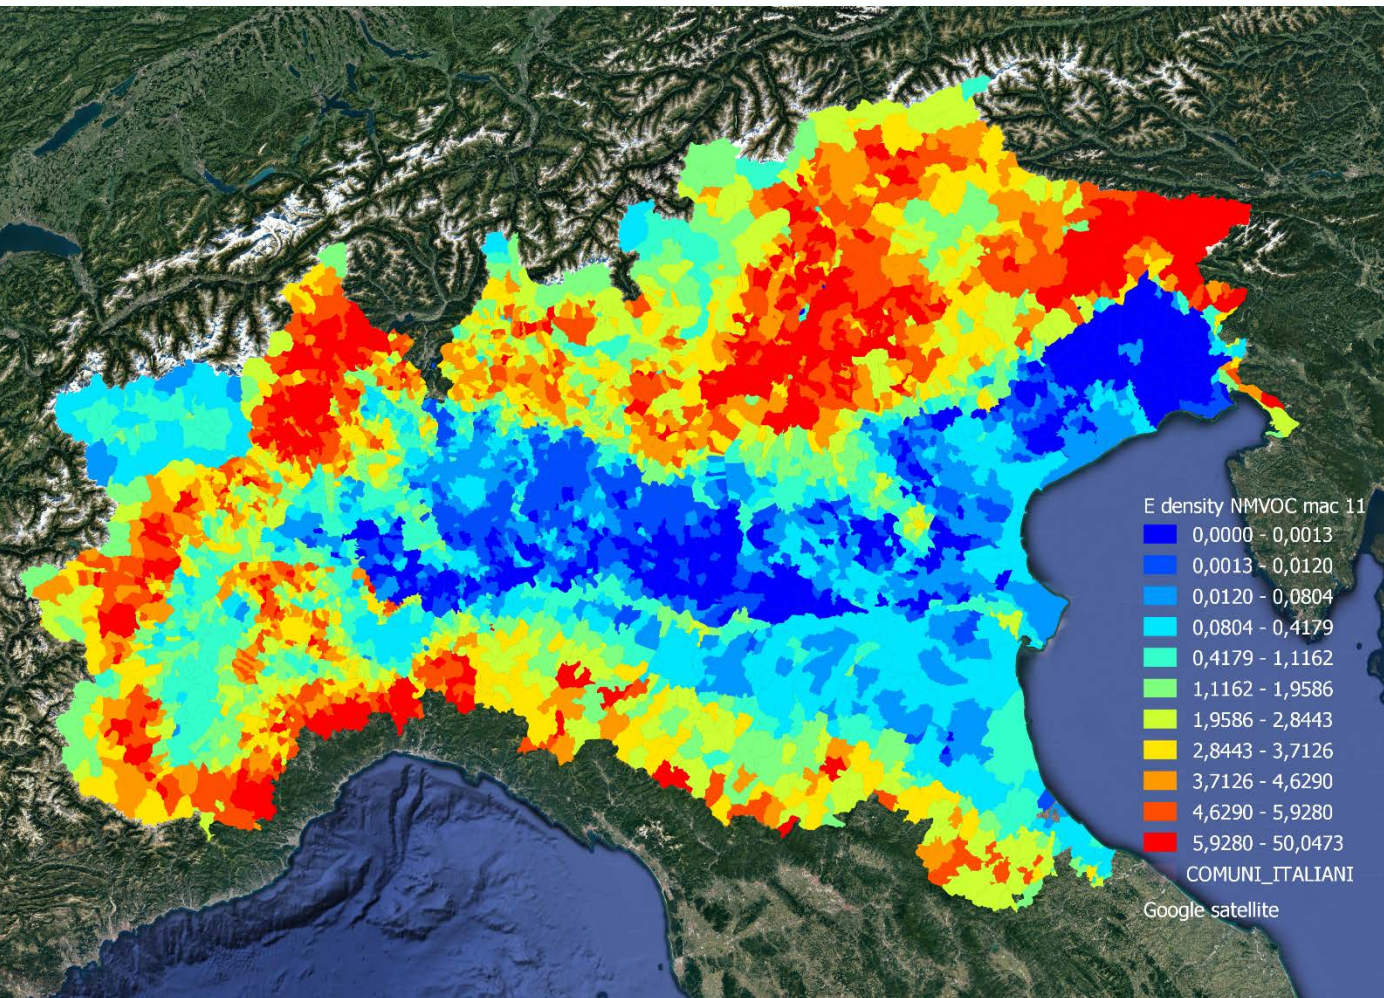 E density NMVOC mac 11
0,0000 - 0,0013
0,0013 - 0,0120
0,0120 - 0,0804
0,0804 - 0,4179
0,4179 - 1,1162
1,1162 - 1,9586
1,9586 - 2,8443
2,8443 - 3,7126
3,7126 - 4,6290
4,6290 - 5,9280
5,9280 - 50,0473
COMUNI_ITALIANI
Google satellite